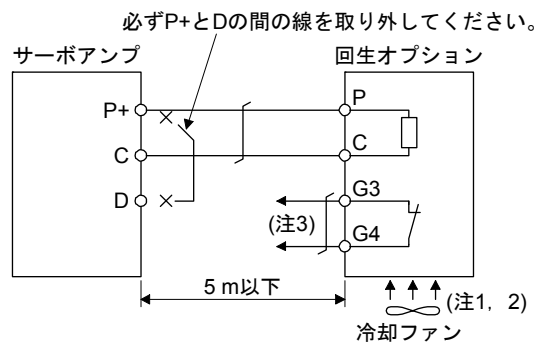 必ずP+とDの間の線を取り外してください。
サーボアンプ
回生オプション
P+
P
C
C
D
G3
(注3)
G4
5 m以下
(注1, 2)
冷却ファン